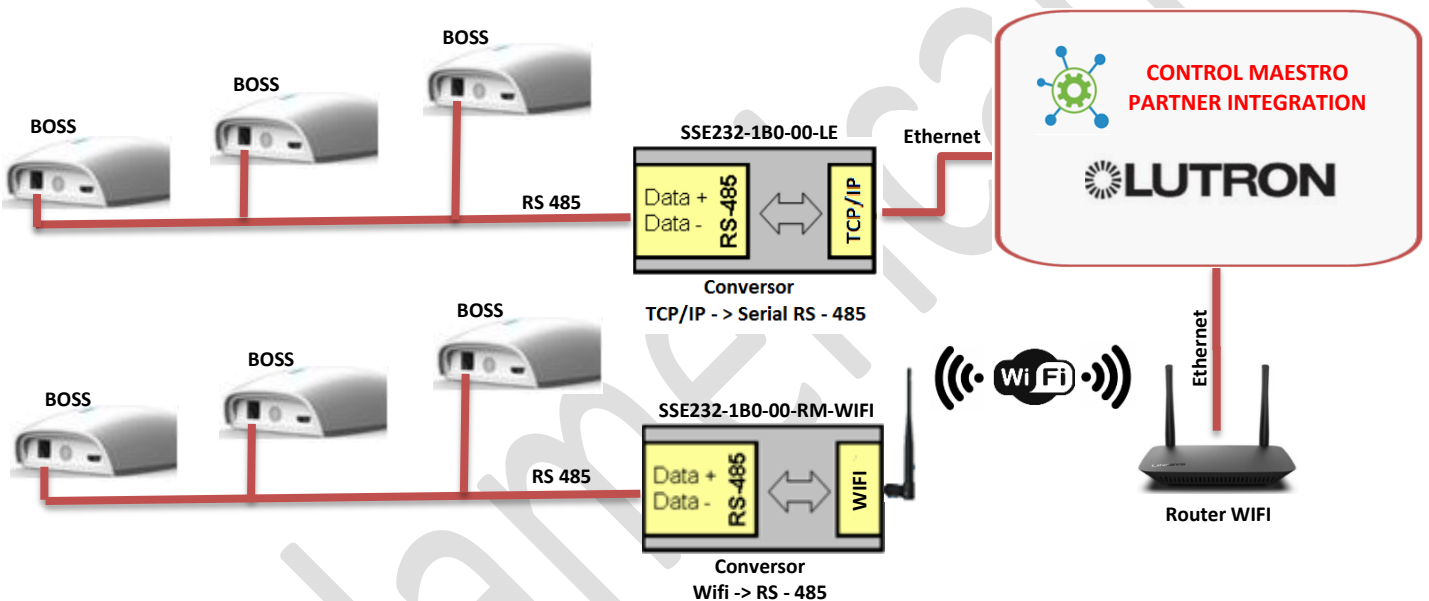 BOSS
BOSS
BOSS
RS 485
SSE232-1B0-00-LE
Data +
Data -
RS-485
TCP/IP
Conversor
TCP/IP - > Serial RS - 485
Ethernet
CONTROL MAESTRO
PARTNER INTEGRATION
LUTRON
BOSS
BOSS
BOSS
RS 485
SSE232-1B0-00-RM-WIFI
Data +
Data -
RS-485
WIFI
Conversor
Wifi -> RS - 485
Wi Fi
Ethernet
Router WIFI